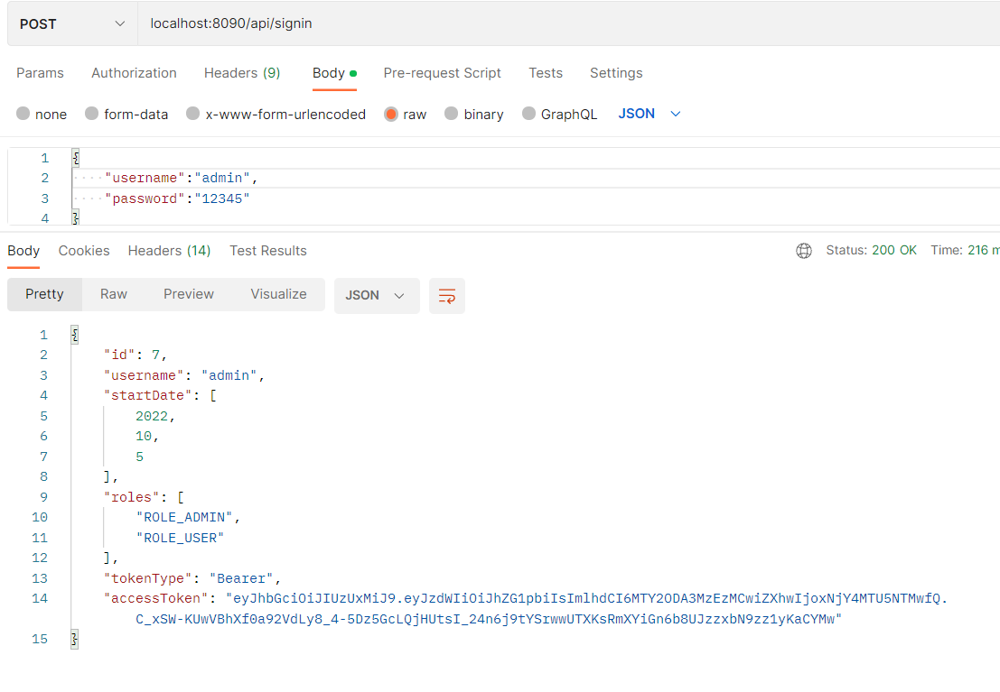 POST localhost:8090/api/signin
Params Authorization Headers (9) Body Pre-request Script Tests Settings
none form-data x-www-form-urlencoded raw binary GraphQL JSON
1 {
2 "username":"admin",
3 "password":"12345"
4 }
Body Cookies Headers (14) Test Results Status: 200 OK Time: 216 m
Pretty Raw Preview Visualize JSON
1 {
2 "id": 7,
3 "username": "admin",
4 "startDate": [
5 2022,
6 10,
7 5
8 ],
9 "roles": [
10 "ROLE_ADMIN",
11 "ROLE_USER"
12 ],
13 "tokenType": "Bearer",
14 "accessToken": "eyJhbGciOiJIUzUxMiJ9.eyJzdWIiOiJhZG1pbiIsImlhdCI6MTY2ODA3MzEzMCwiZXhwIjoxNjY4MTU5NTMwfQ.
C_xSW-KUwVBhXf0a92VdLy8_4-5Dz5GcLQjHUtsI_24n6j9tYSrwwUTXKsRmXYiGn6b8UJzzxbN9zz1yKaCYMw"
15 }